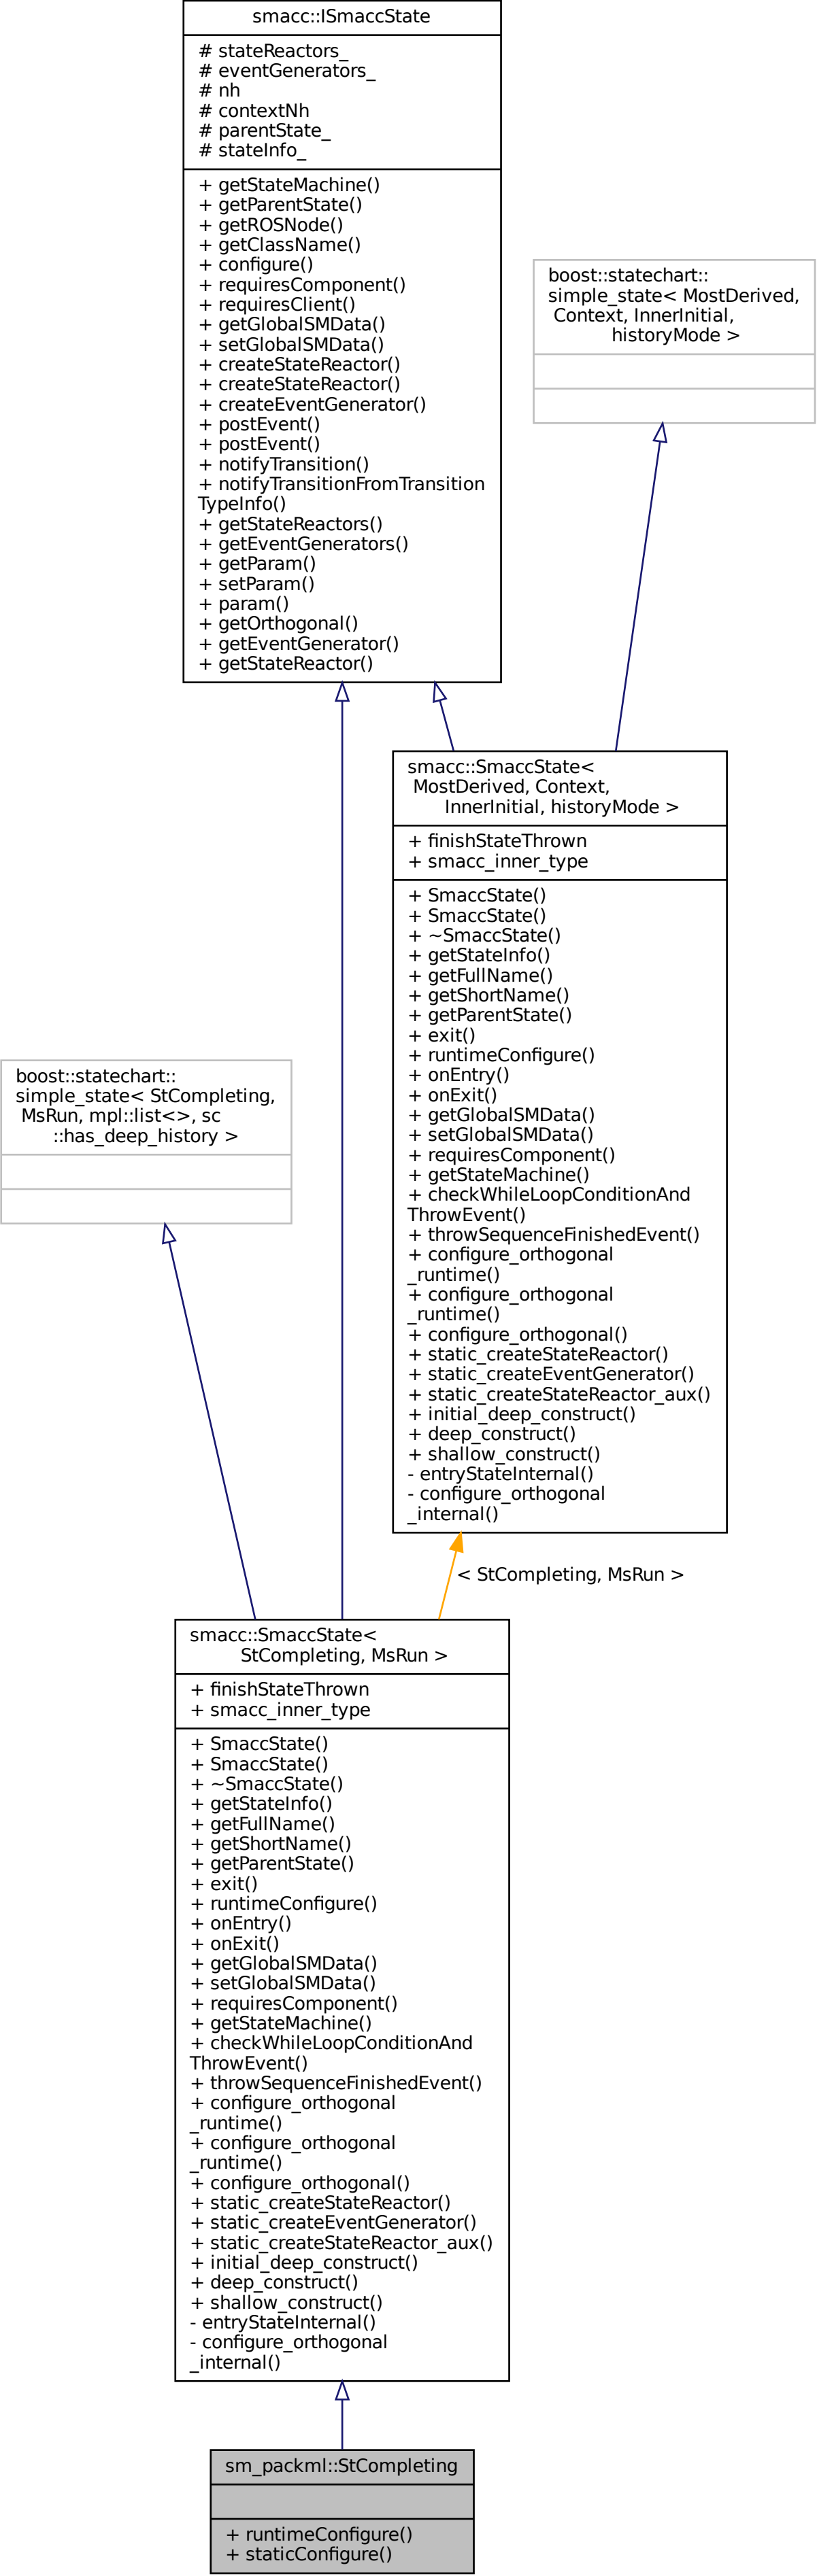 smacc::ISmaccState
# stateReactors_
# eventGenerators_
# nh
# contextNh
# parentState_
# stateInfo_
+ getStateMachine()
+ getParentState()
+ getROSNode()
+ getClassName()
+ configure()
+ requiresComponent()
+ requiresClient()
+ getGlobalSMData()
+ setGlobalSMData()
+ createStateReactor()
+ createStateReactor()
+ createEventGenerator()
+ postEvent()
+ postEvent()
+ notifyTransition()
+ notifyTransitionFromTransition
TypeInfo()
+ getStateReactors()
+ getEventGenerators()
+ getParam()
+ setParam()
+ param()
+ getOrthogonal()
+ getEventGenerator()
+ getStateReactor()
boost::statechart::
simple_state< MostDerived,
Context, InnerInitial,
historyMode >
smacc::SmaccState<
MostDerived, Context,
InnerInitial, historyMode >
+ finishStateThrown
+ smacc_inner_type
+ SmaccState()
+ SmaccState()
+ ~SmaccState()
+ getStateInfo()
+ getFullName()
+ getShortName()
+ getParentState()
+ exit()
+ runtimeConfigure()
+ onEntry()
+ onExit()
+ getGlobalSMData()
+ setGlobalSMData()
+ requiresComponent()
+ getStateMachine()
+ checkWhileLoopConditionAnd
ThrowEvent()
+ throwSequenceFinishedEvent()
+ configure_orthogonal
_runtime()
+ configure_orthogonal
_runtime()
+ configure_orthogonal()
+ static_createStateReactor()
+ static_createEventGenerator()
+ static_createStateReactor_aux()
+ initial_deep_construct()
+ deep_construct()
+ shallow_construct()
- entryStateInternal()
- configure_orthogonal
_internal()
boost::statechart::
simple_state< StCompleting,
MsRun, mpl::list<>, sc
::has_deep_history >
< StCompleting, MsRun >
smacc::SmaccState<
StCompleting, MsRun >
+ finishStateThrown
+ smacc_inner_type
+ SmaccState()
+ SmaccState()
+ ~SmaccState()
+ getStateInfo()
+ getFullName()
+ getShortName()
+ getParentState()
+ exit()
+ runtimeConfigure()
+ onEntry()
+ onExit()
+ getGlobalSMData()
+ setGlobalSMData()
+ requiresComponent()
+ getStateMachine()
+ checkWhileLoopConditionAnd
ThrowEvent()
+ throwSequenceFinishedEvent()
+ configure_orthogonal
_runtime()
+ configure_orthogonal
_runtime()
+ configure_orthogonal()
+ static_createStateReactor()
+ static_createEventGenerator()
+ static_createStateReactor_aux()
+ initial_deep_construct()
+ deep_construct()
+ shallow_construct()
- entryStateInternal()
- configure_orthogonal
_internal()
sm_packml::StCompleting
+ runtimeConfigure()
+ staticConfigure()